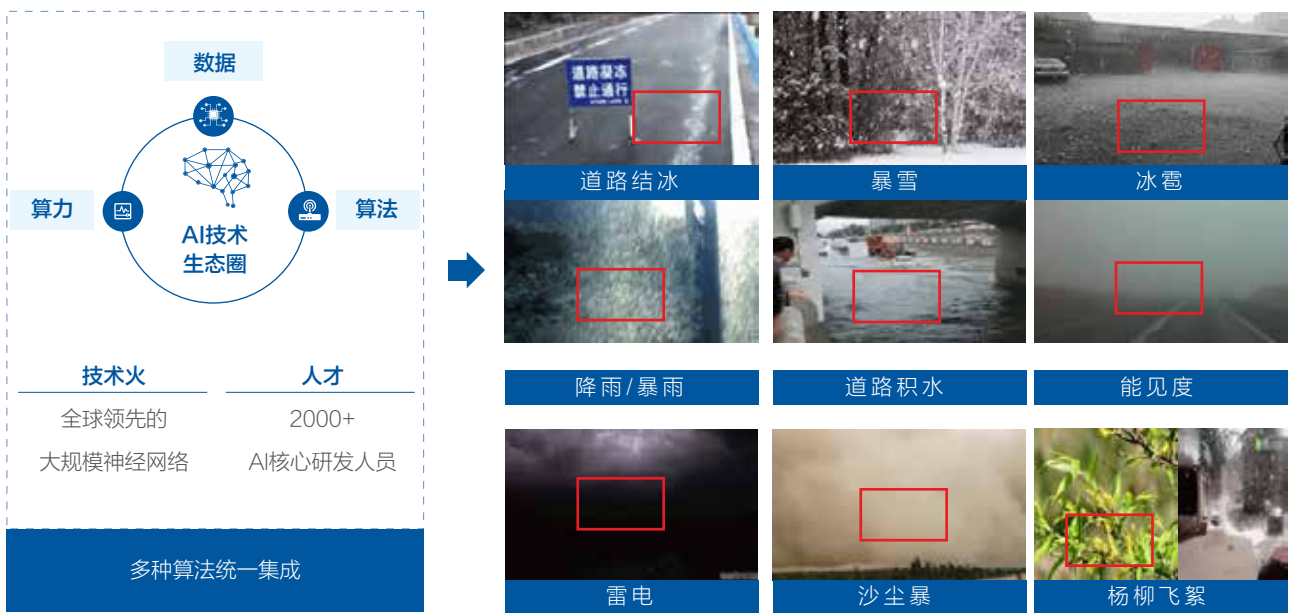 数据
算力
算法
AI技术
生态圈
技术火
人才
全球领先的
2000+
大规模神经网络
AI核心研发人员
多种算法统一集成
道路凝冻
禁止通行
道路结冰
暴雪
冰雹
降雨/暴雨
道路积水
能见度
雷电
沙尘暴
杨柳飞絮